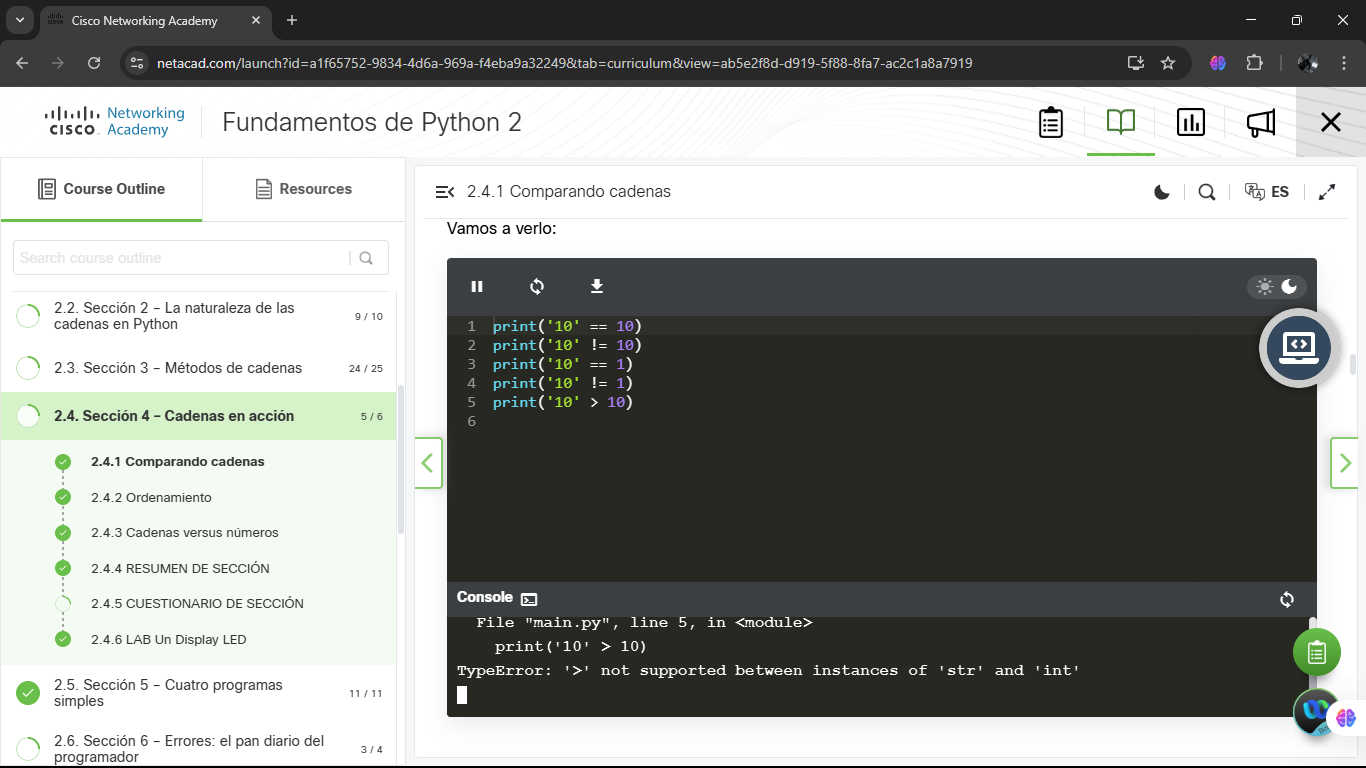 Cisco Networking Academy
netacad.com/launch?id=a1f65752-9834-4d6a-969a-f4eba9a32249&tab=curriculum&view=ab5e2f8d-d919-5f88-8fa7-ac2c1a8a7919
Networking
CISCO Academy
Fundamentos de Python 2
Course Outline
Resources
Search course outline
2.2. Sección 2 – La naturaleza de las
cadenas en Python
9 / 10
2.3. Sección 3 – Métodos de cadenas
24 / 25
2.4. Sección 4 – Cadenas en acción
5 / 6
2.4.1 Comparando cadenas
2.4.2 Ordenamiento
2.4.3 Cadenas versus números
2.4.4 RESUMEN DE SECCIÓN
2.4.5 CUESTIONARIO DE SECCIÓN
2.4.6 LAB Un Display LED
2.5. Sección 5 – Cuatro programas
simples
11 / 11
2.6. Sección 6 – Errores: el pan diario del
programador
3 / 4
2.4.1 Comparando cadenas
ES
Vamos a verlo:
1 print('10' == 10)
2 print('10' != 10)
3 print('10' == 1)
4 print('10' != 1)
5 print('10' > 10)
6
Console
File "main.py", line 5, in <module>
print('10' > 10)
TypeError: '>' not supported between instances of 'str' and 'int'